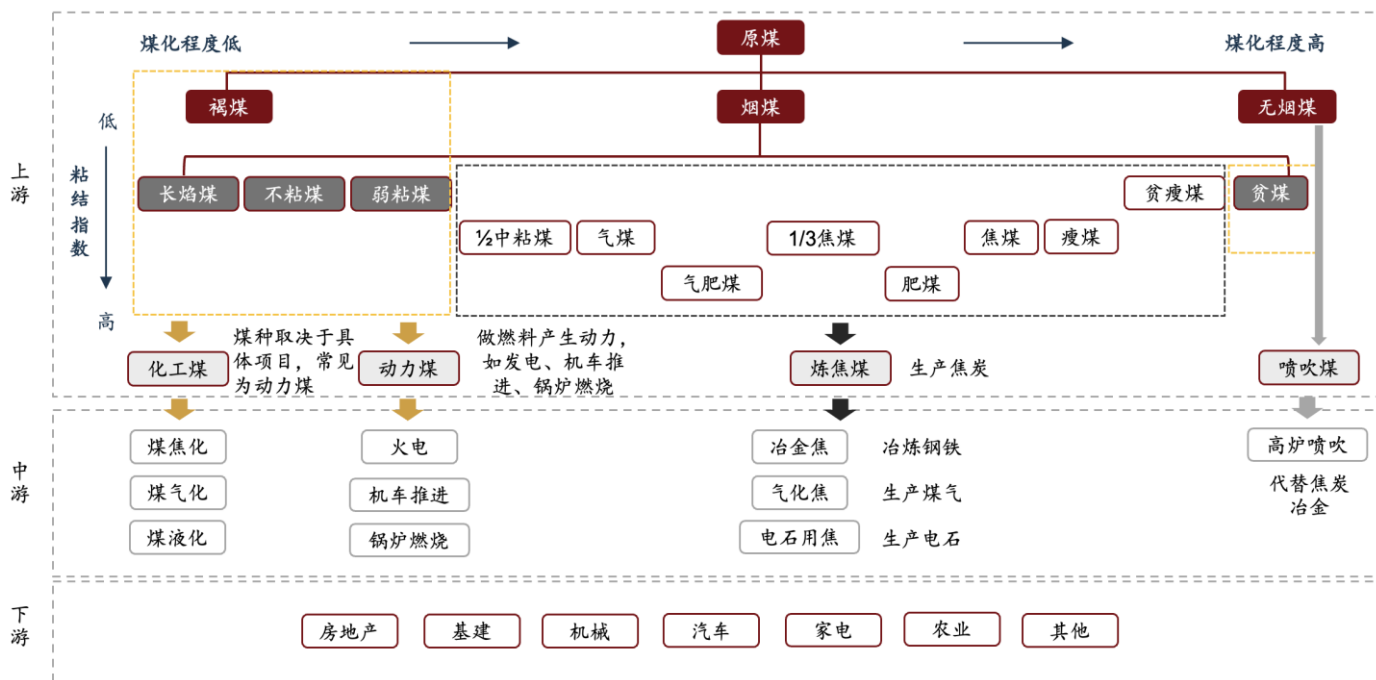 原煤
煤化程度低
煤化程度高
褐煤
烟煤
无烟煤
上游
低
粘结指数
高
长焰煤
不粘煤
弱粘煤
贫瘦煤
贫煤
½中粘煤
气煤
1/3焦煤
焦煤
瘦煤
气肥煤
肥煤
化工煤
煤种取决于具
体项目，常见
为动力煤
动力煤
做燃料产生动力，
如发电、机车推
进、锅炉燃烧
炼焦煤
生产焦炭
喷吹煤
中游
煤焦化
火电
冶金焦
冶炼钢铁
高炉喷吹
煤气化
机车推进
气化焦
生产煤气
代替焦炭
冶金
煤液化
锅炉燃烧
电石用焦
生产电石
下游
房地产
基建
机械
汽车
家电
农业
其他